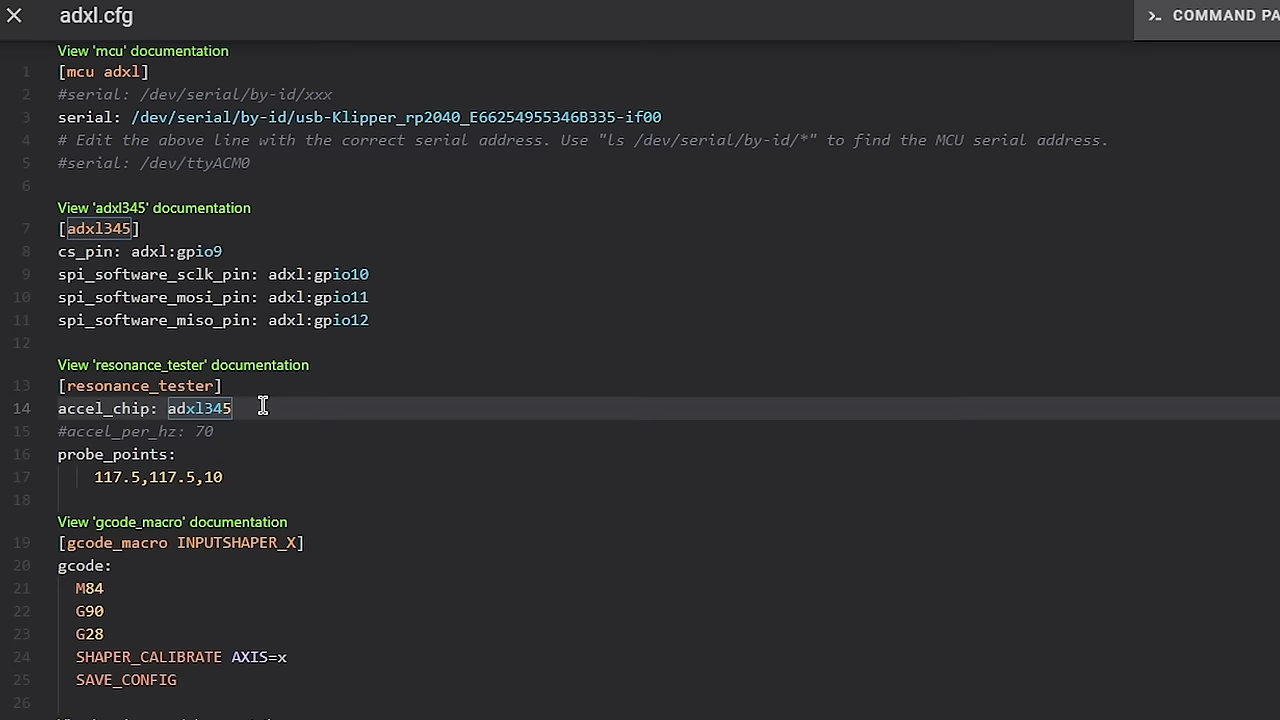 adxl.cfg
COMMAND PA
View 'mcu' documentation
1 [mcu adxl]
2 #serial: /dev/serial/by-id/xxx
3 serial: /dev/serial/by-id/usb-Klipper_rp2040_E66254955346B335-if00
4 # Edit the above line with the correct serial address. Use "ls /dev/serial/by-id/*" to find the MCU serial address.
5 #serial: /dev/ttyACM0
6
View 'adxl345' documentation
7 [adxl345]
8 cs_pin: adxl:gpio9
9 spi_software_sclk_pin: adxl:gpio10
10 spi_software_mosi_pin: adxl:gpio11
11 spi_software_miso_pin: adxl:gpio12
12
View 'resonance_tester' documentation
13 [resonance_tester]
14 accel_chip: adxl345
15 #accel_per_hz: 70
16 probe_points:
17 117.5,117.5,10
18
View 'gcode_macro' documentation
19 [gcode_macro INPUTSHAPER_X]
20 gcode:
21 M84
22 G90
23 G28
24 SHAPER_CALIBRATE AXIS=x
25 SAVE_CONFIG
26